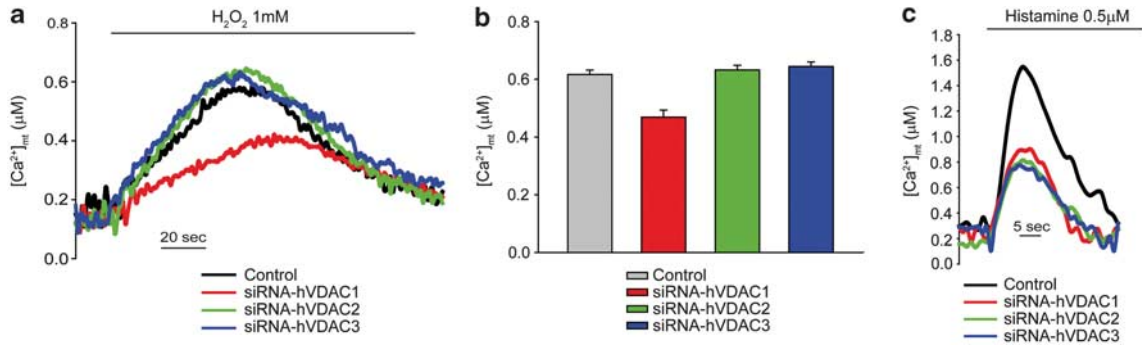 a
H₂O₂ 1mM
0.8
0.6
0.4
0.2
0.0
[Ca²⁺]mt (μM)
20 sec
Control
siRNA-hVDAC1
siRNA-hVDAC2
siRNA-hVDAC3
b
0.8
0.6
0.4
0.2
0.0
[Ca²⁺]mt (μM)
Control
siRNA-hVDAC1
siRNA-hVDAC2
siRNA-hVDAC3
c
Histamine 0.5μM
1.8
1.6
1.4
1.2
1.0
0.8
0.6
0.4
0.2
0.0
[Ca²⁺]mt (μM)
5 sec
Control
siRNA-hVDAC1
siRNA-hVDAC2
siRNA-hVDAC3